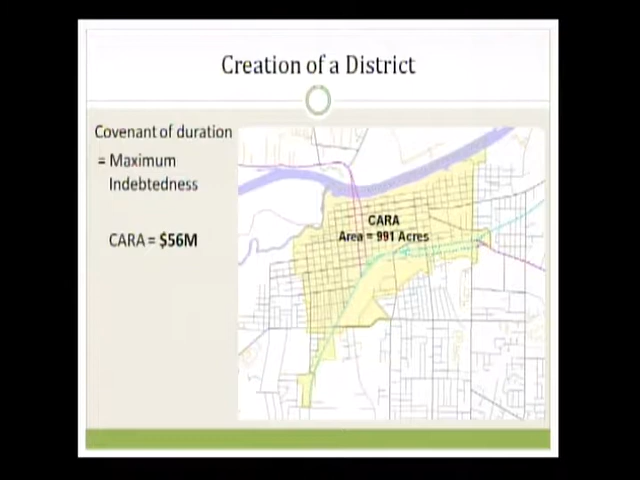 Creation of a District
Covenant of duration
= Maximum
Indebtedness
CARA = $56M
CARA
Area = 991 Acres